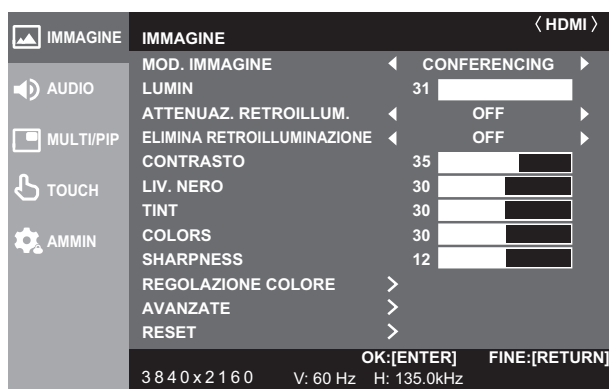 〈HDMI〉
IMMAGINE
AUDIO
MULTI/PIP
TOUCH
AMMIN
IMMAGINE
MOD. IMMAGINE CONFERENCING
LUMIN 31
ATTENUAZ. RETROILLUM. OFF
ELIMINA RETROILLUMINAZIONE OFF
CONTRASTO 35
LIV. NERO 30
TINT 30
COLORS 30
SHARPNESS 12
REGOLAZIONE COLORE
AVANZATE
RESET
OK:[ENTER] FINE:[RETURN]
3840x2160 V: 60 Hz H: 135.0kHz